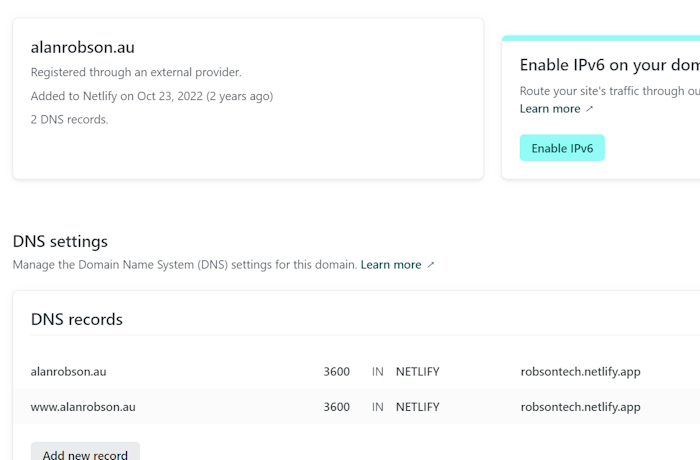 alanrobson.au
Registered through an external provider.
Added to Netlify on Oct 23, 2022 (2 years ago)
2 DNS records.
Enable IPv6 on your
Route your site's traffic through
Learn more ↗
Enable IPv6
DNS settings
Manage the Domain Name System (DNS) settings for this domain. Learn more ↗
DNS records
alanrobson.au 3600 IN NETLIFY robsontech.netlify.app
www.alanrobson.au 3600 IN NETLIFY robsontech.netlify.app
Add new record